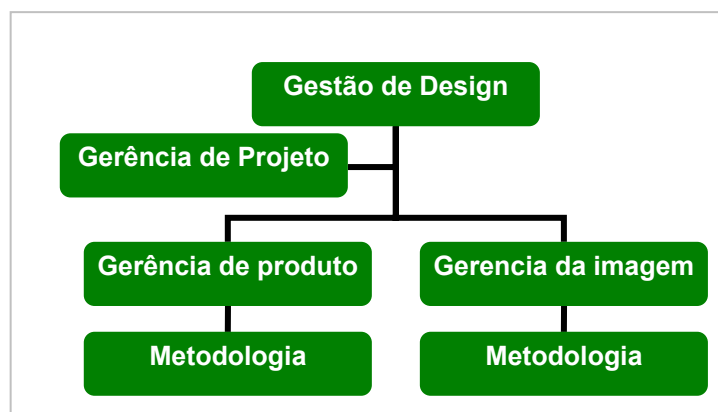 Gestão de Design
Gerência de Projeto
Gerência de produto
Gerencia da imagem
Metodologia
Metodologia